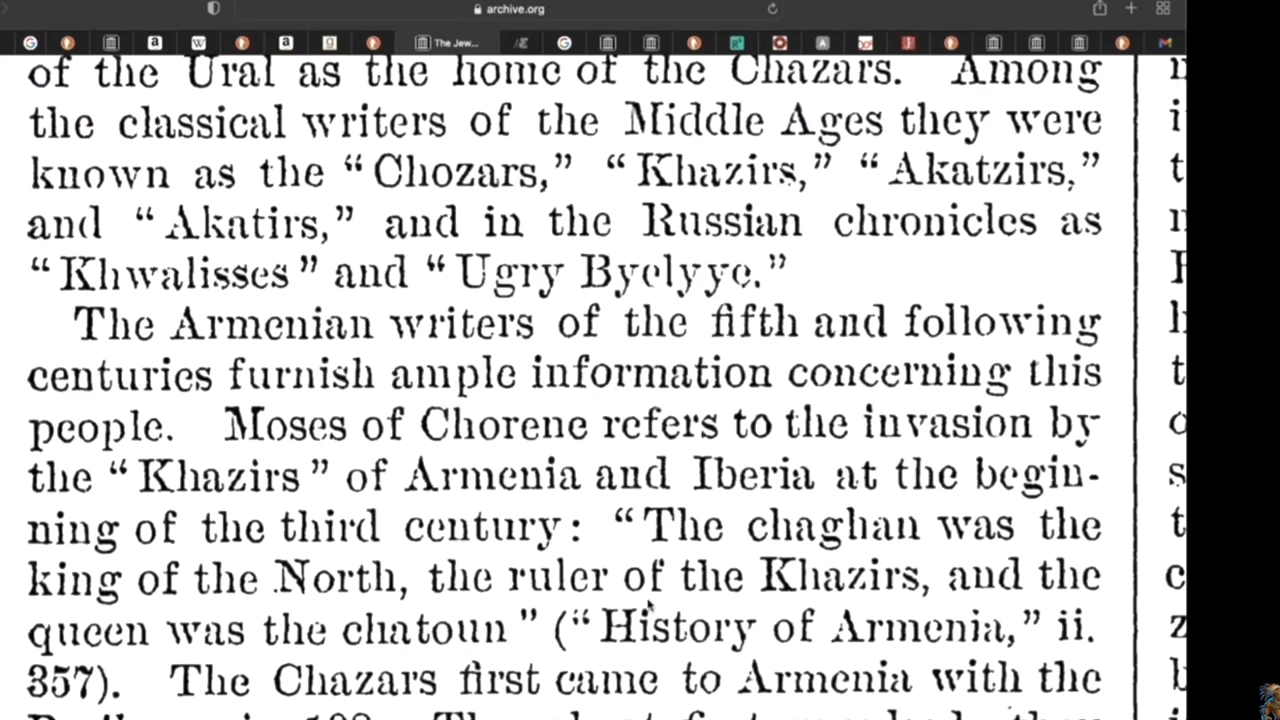 archive.org
The Jew...
of the Ural as the home of the Chazars. Among
the classical writers of the Middle Ages they were
known as the “Chozars,” “Khazirs,” “Akatzirs,”
and “Akatirs,” and in the Russian chronicles as
“Khwalisses” and “Ugry Byelyye.”
The Armenian writers of the fifth and following
centuries furnish ample information concerning this
people. Moses of Chorene refers to the invasion by
the “Khazirs” of Armenia and Iberia at the begin-
ning of the third century: “The chaghan was the
king of the North, the ruler of the Khazirs, and the
queen was the chatoun” (“History of Armenia,” ii.
357). The Chazars first came to Armenia with the